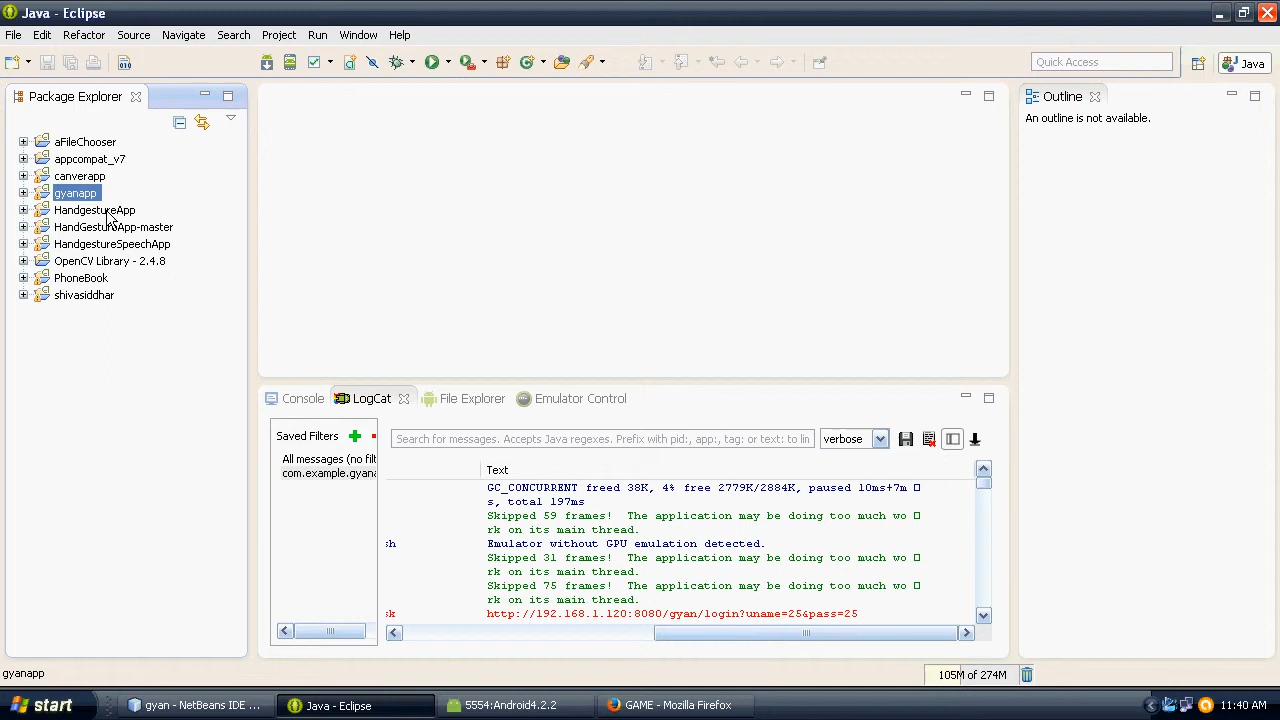 Java - Eclipse
File Edit Refactor Source Navigate Search Project Run Window Help
Quick Access
Java
Package Explorer
Outline
An outline is not available.
aFileChooser
appcompat_v7
canverapp
gyanapp
HandgestureApp
HandGestureApp-master
HandgestureSpeechApp
OpenCV Library - 2.4.8
PhoneBook
shivasiddhar
Console LogCat File Explorer Emulator Control
Saved Filters
Search for messages. Accepts Java regexes. Prefix with pid:, app:, tag: or text: to lin
verbose
All messages (no filt
com.example.gyana
Text
GC_CONCURRENT freed 38K, 4% free 2779K/2884K, paused 10ms+7m
s, total 197ms
Skipped 59 frames! The application may be doing too much wo
rk on its main thread.
sh Emulator without GPU emulation detected.
Skipped 31 frames! The application may be doing too much wo
rk on its main thread.
Skipped 75 frames! The application may be doing too much wo
rk on its main thread.
sk http://192.168.1.120:8080/gyan/login?uname=25&pass=25
gyanapp
105M of 274M
start
gyan - NetBeans IDE ...
Java - Eclipse
5554:Android4.2.2
GAME - Mozilla Firefox
11:40 AM